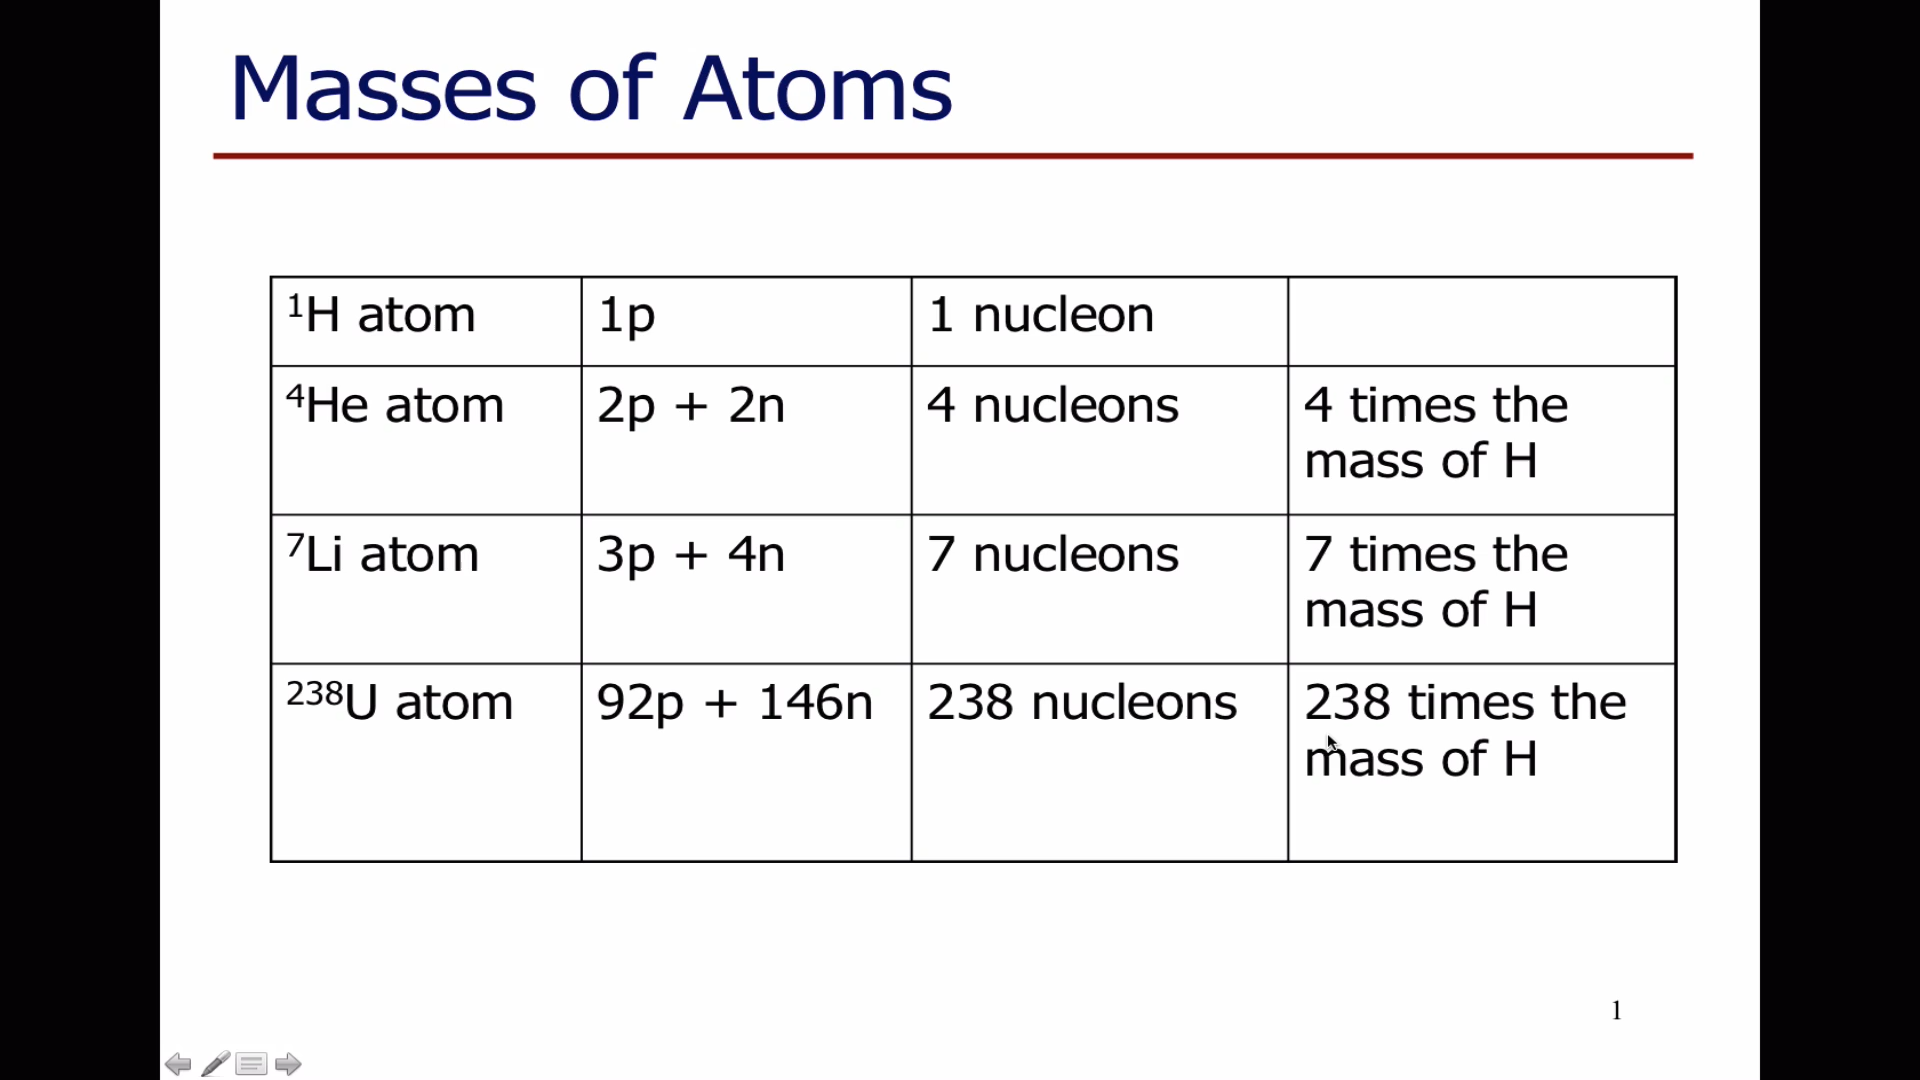 Masses of Atoms
¹H atom 1p 1 nucleon
⁴He atom 2p + 2n 4 nucleons 4 times the
mass of H
⁷Li atom 3p + 4n 7 nucleons 7 times the
mass of H
²³⁸U atom 92p + 146n 238 nucleons 238 times the
mass of H
1